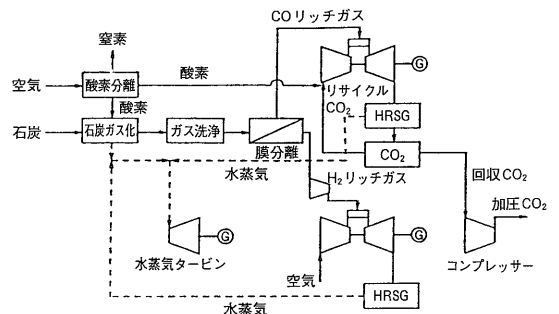 COリッチガス
窒素
空気
酸素分離
酸素
G
リサイクル
CO₂
酸素
HRSG
石炭
石炭ガス化
ガス洗浄
膜分離
CO₂
水蒸気
H₂リッチガス
回収CO₂
加圧CO₂
G
水蒸気タービン
G
コンプレッサー
空気
HRSG
水蒸気